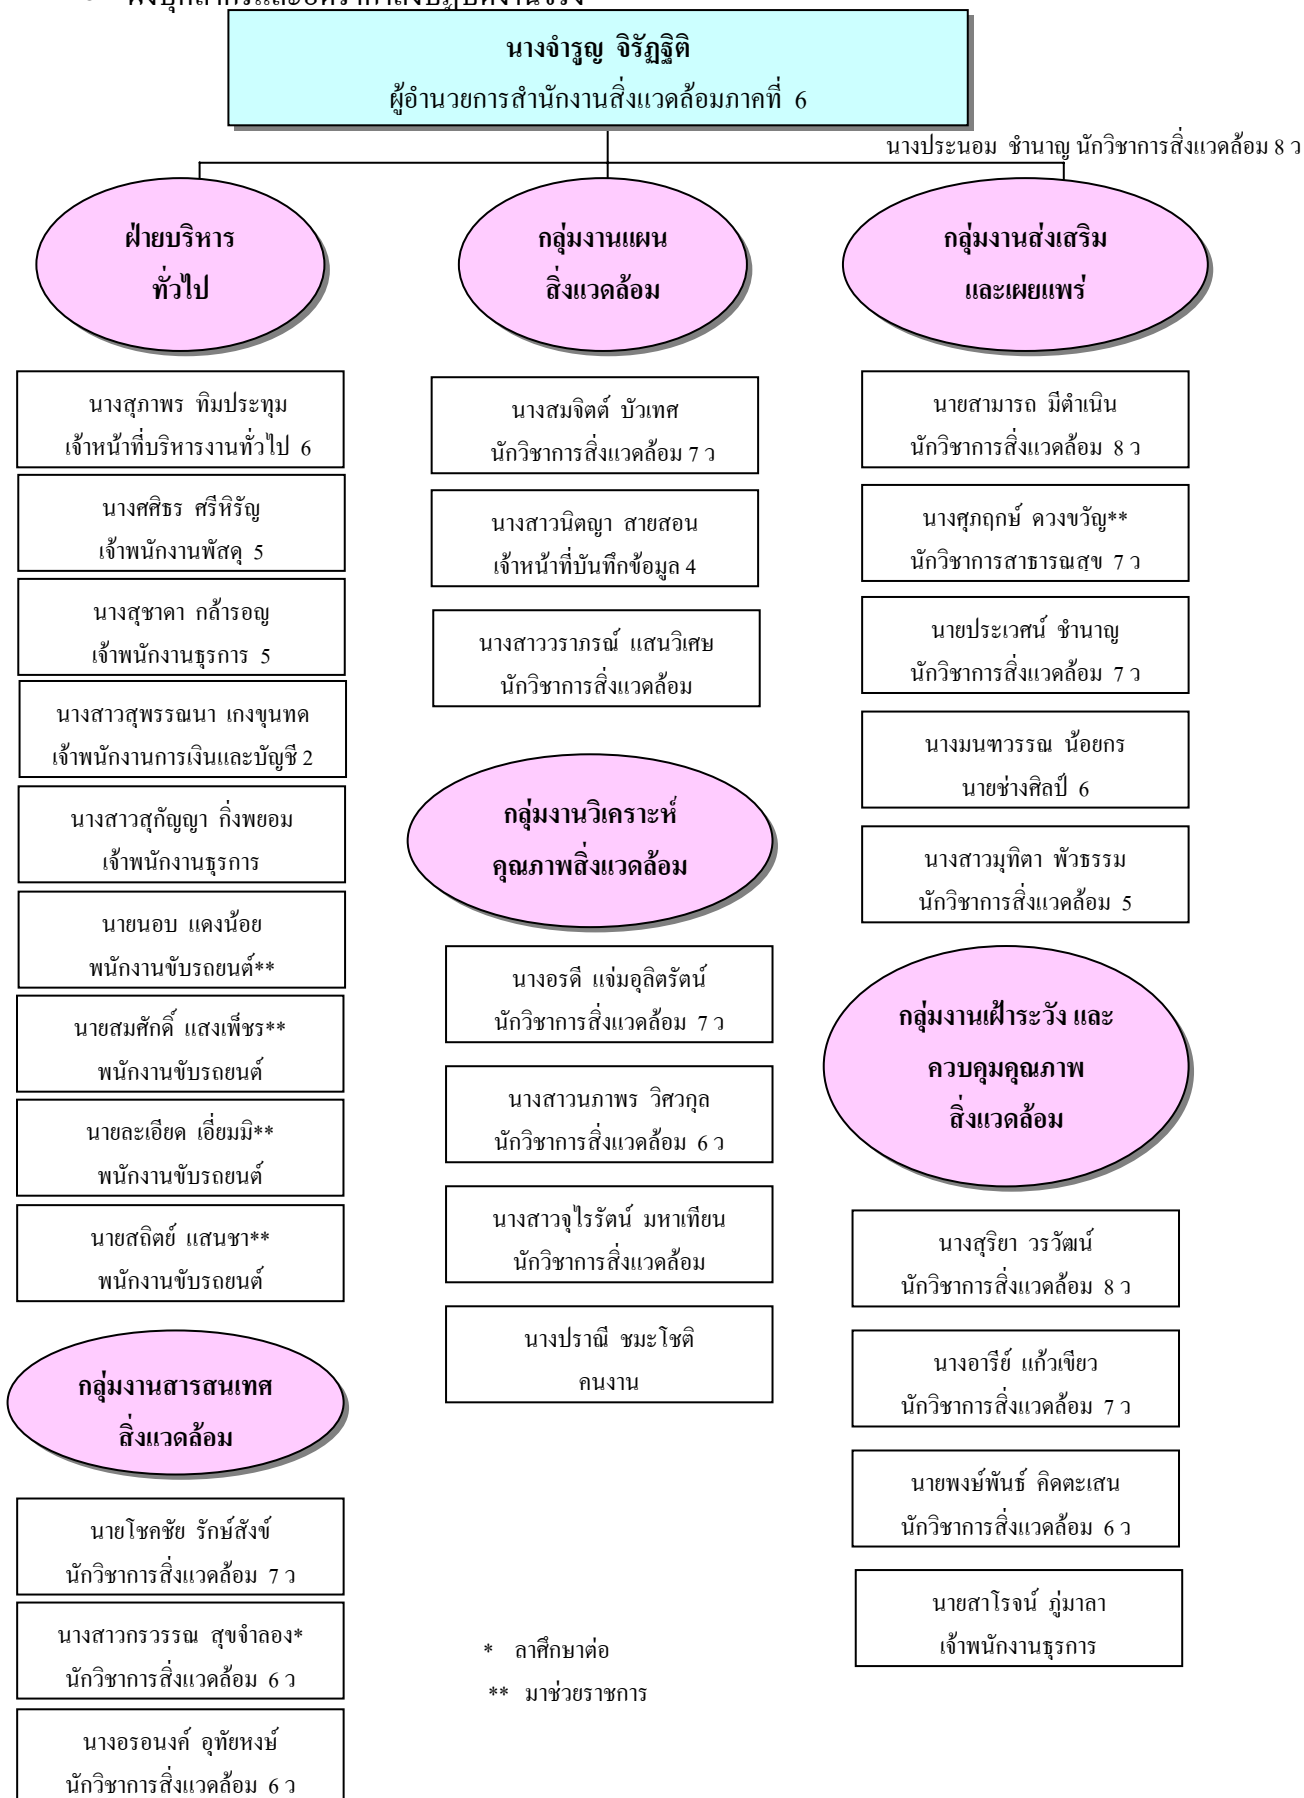 นางจำรูญ จิรัฏฐิติ
ผู้อำนวยการสำนักงานสิ่งแวดล้อมภาคที่ 6
นางประนอม ชำนาญ นักวิชาการสิ่งแวดล้อม 8 ว
ฝ่ายบริหาร
ทั่วไป
นางสุภาพร ทิมประทุม
เจ้าหน้าที่บริหารงานทั่วไป 6
นางศศิธร ศรีหิรัญ
เจ้าพนักงานพัสดุ 5
นางสุชาดา กล้ารอญ
เจ้าพนักงานธุรการ 5
นางสาวสุพรรณนา เกงขุนทด
เจ้าพนักงานการเงินและบัญชี 2
นางสาวสุกัญญา กิ่งพยอม
เจ้าพนักงานธุรการ
นายนอบ แดงน้อย
พนักงานขับรถยนต์**
นายสมศักดิ์ แสงเพ็ชร**
พนักงานขับรถยนต์
นายละเอียด เอี่ยมมิ**
พนักงานขับรถยนต์
นายสถิตย์ แสนชา**
พนักงานขับรถยนต์
กลุ่มงานสารสนเทศ
สิ่งแวดล้อม
นายโชคชัย รักษ์สังข์
นักวิชาการสิ่งแวดล้อม 7 ว
นางสาวกรวรรณ สุขจำลอง*
นักวิชาการสิ่งแวดล้อม 6 ว
นางอรอนงค์ อุทัยหงษ์
นักวิชาการสิ่งแวดล้อม 6 ว
กลุ่มงานแผน
สิ่งแวดล้อม
นางสมจิตต์ บัวเทศ
นักวิชาการสิ่งแวดล้อม 7 ว
นางสาวนิตญา สายสอน
เจ้าหน้าที่บันทึกข้อมูล 4
นางสาววราภรณ์ แสนวิเศษ
นักวิชาการสิ่งแวดล้อม
กลุ่มงานวิเคราะห์
คุณภาพสิ่งแวดล้อม
นางอรดี แจ่มอุลิตรัตน์
นักวิชาการสิ่งแวดล้อม 7 ว
นางสาวนภาพร วิศวกุล
นักวิชาการสิ่งแวดล้อม 6 ว
นางสาวจุไรรัตน์ มหาเทียน
นักวิชาการสิ่งแวดล้อม
นางปราณี ชมะโชติ
คนงาน
* ลาศึกษาต่อ
** มาช่วยราชการ
กลุ่มงานส่งเสริม
และเผยแพร่
นายสามารถ มีตำเนิน
นักวิชาการสิ่งแวดล้อม 8 ว
นางศุภฤกษ์ ดวงขวัญ**
นักวิชาการสาธารณสุข 7 ว
นายประเวศน์ ชำนาญ
นักวิชาการสิ่งแวดล้อม 7 ว
นางมนฑวรรณ น้อยกร
นายช่างศิลป์ 6
นางสาวมุทิตา พัวธรรม
นักวิชาการสิ่งแวดล้อม 5
กลุ่มงานเฝ้าระวัง และ
ควบคุมคุณภาพ
สิ่งแวดล้อม
นางสุริยา วรวัฒน์
นักวิชาการสิ่งแวดล้อม 8 ว
นางอารีย์ แก้วเขียว
นักวิชาการสิ่งแวดล้อม 7 ว
นายพงษ์พันธ์ คิดตะเสน
นักวิชาการสิ่งแวดล้อม 6 ว
นายสาโรจน์ ภู่มาลา
เจ้าพนักงานธุรการ